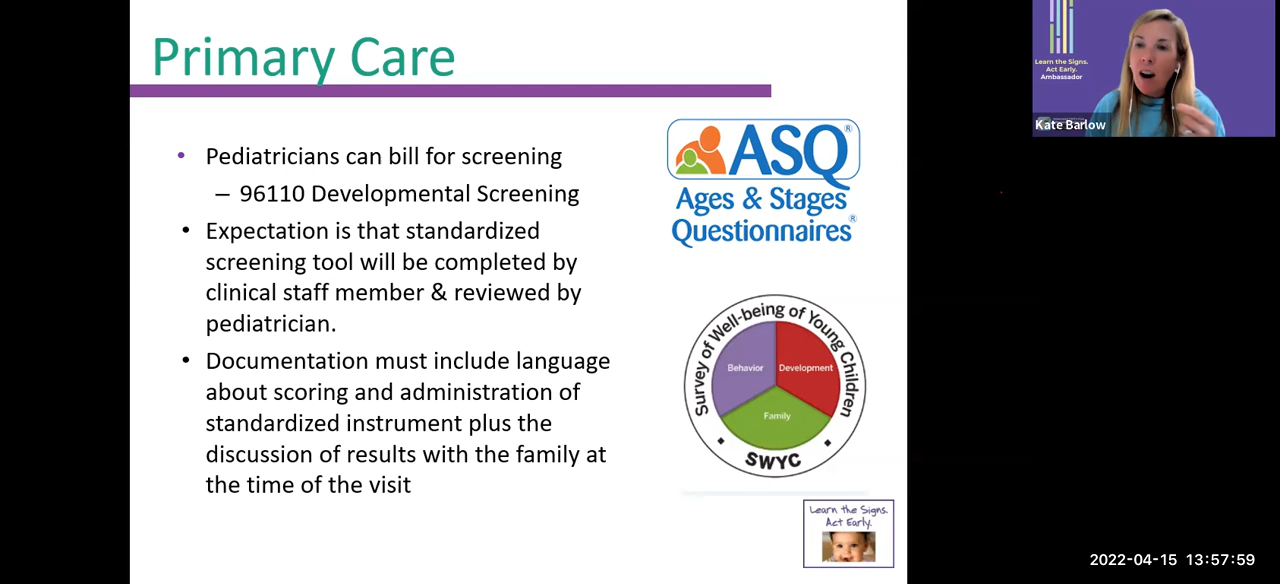 Primary Care
• Pediatricians can bill for screening
– 96110 Developmental Screening
• Expectation is that standardized
screening tool will be completed by
clinical staff member & reviewed by
pediatrician.
• Documentation must include language
about scoring and administration of
standardized instrument plus the
discussion of results with the family at
the time of the visit
ASQ®
Ages & Stages
Questionnaires®
Survey of Well-being of Young Children
Behavior
Development
Family
SWYC
Learn the Signs.
Act Early.
Learn the Signs.
Act Early.
Ambassador
Kate Barlow
2022-04-15 13:57:59